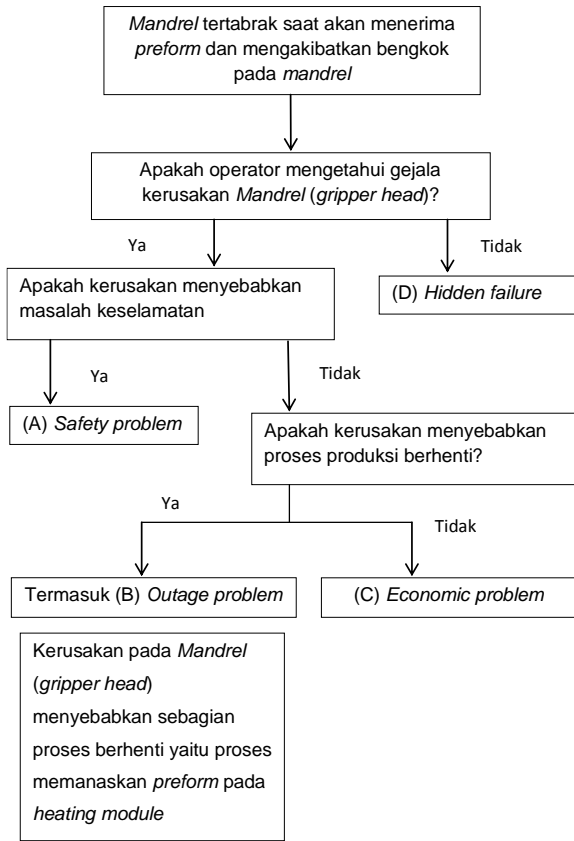 Mandrel tertabrak saat akan menerima
preform dan mengakibatkan bengkok
pada mandrel
Apakah operator mengetahui gejala
kerusakan Mandrel (gripper head)?
Ya
Tidak
Apakah kerusakan menyebabkan
masalah keselamatan
(D) Hidden failure
Ya
Tidak
(A) Safety problem
Apakah kerusakan menyebabkan
proses produksi berhenti?
Ya
Tidak
Termasuk (B) Outage problem
(C) Economic problem
Kerusakan pada Mandrel
(gripper head)
menyebabkan sebagian
proses berhenti yaitu proses
memanaskan preform pada
heating module